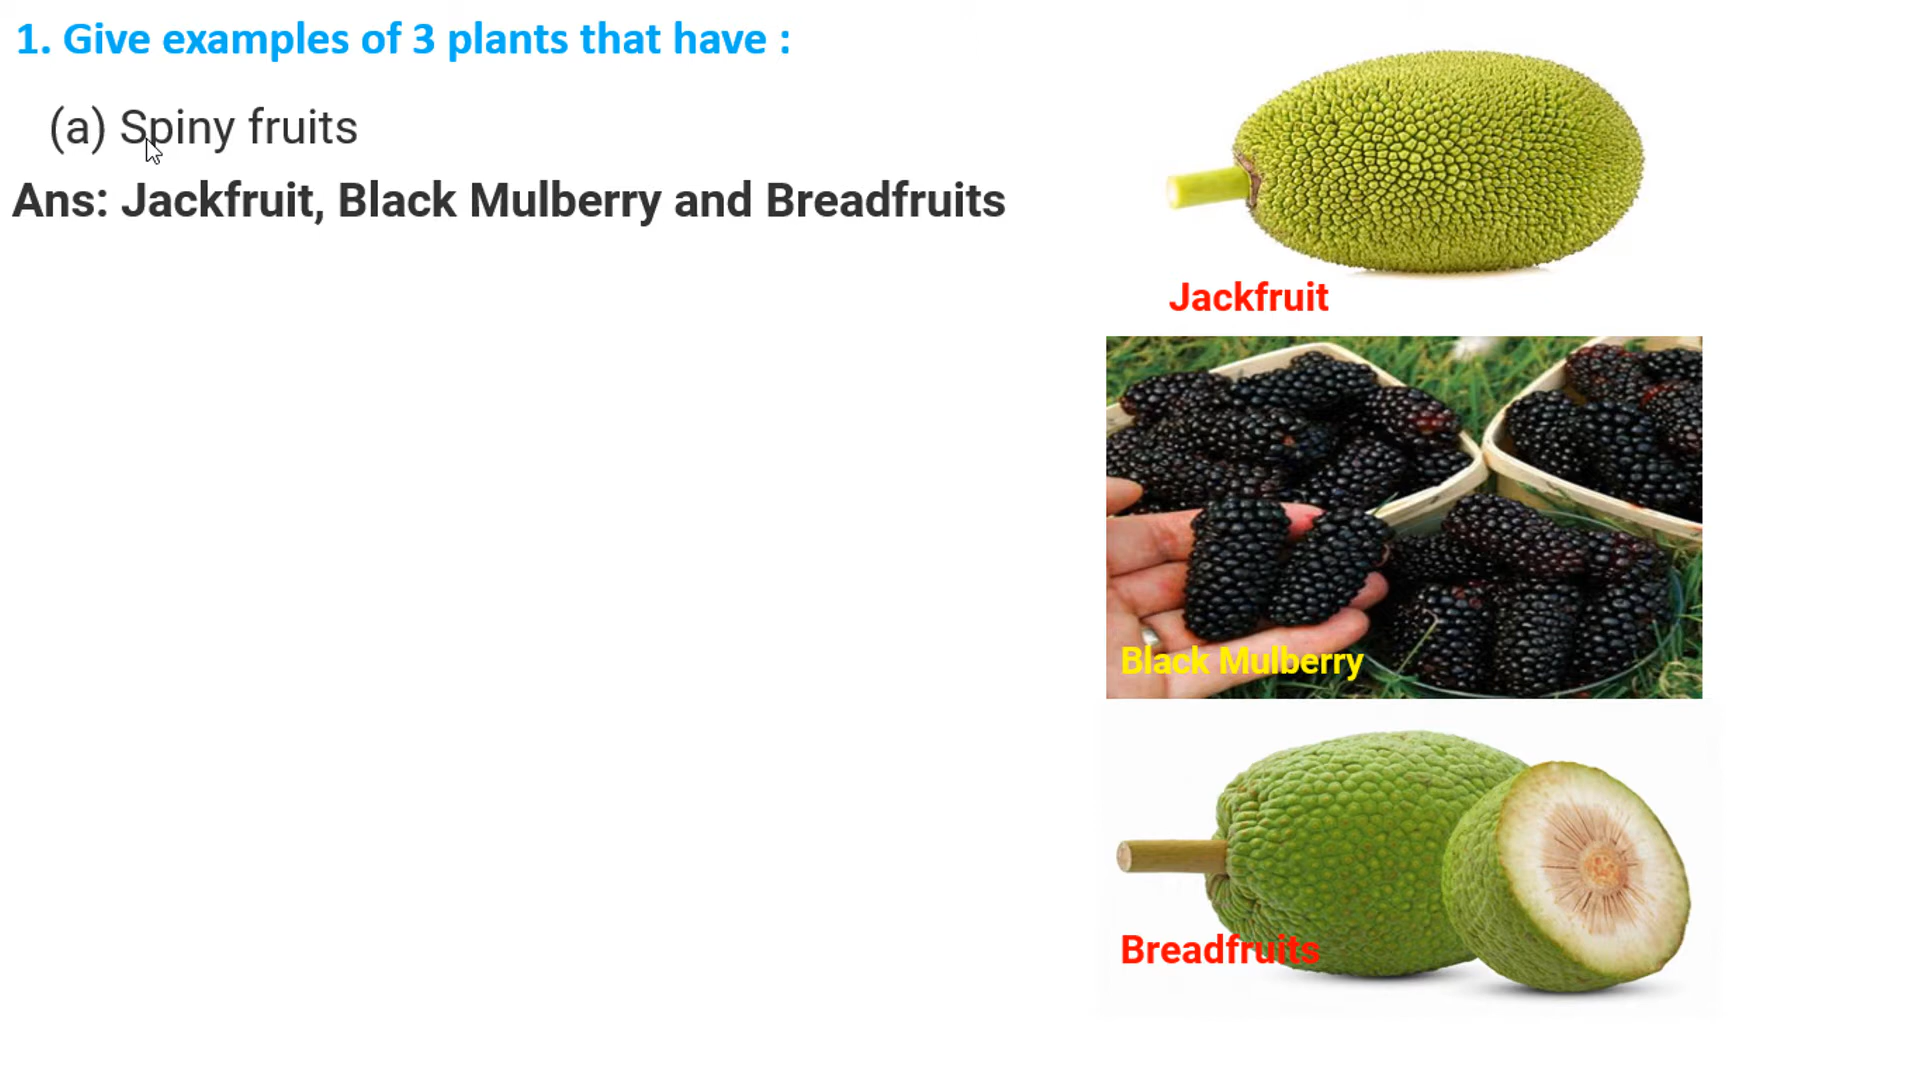 1. Give examples of 3 plants that have :
(a) Spiny fruits
Ans: Jackfruit, Black Mulberry and Breadfruits
Jackfruit
Black Mulberry
Breadfruits